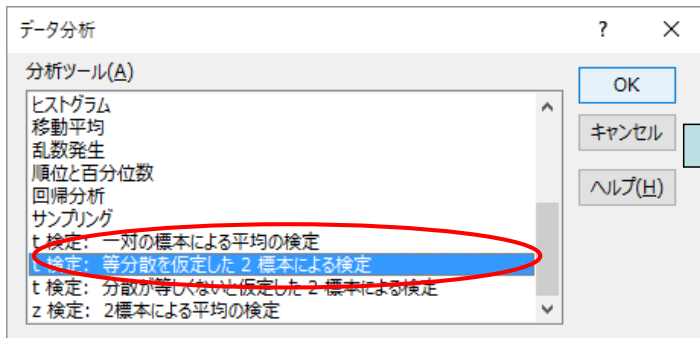 データ分析
? ×
分析ツール(A)
ヒストグラム
移動平均
乱数発生
順位と百分位数
回帰分析
サンプリング
t 検定: 一対の標本による平均の検定
t 検定: 等分散を仮定した 2 標本による検定
t 検定: 分散が等しくないと仮定した 2 標本による検定
z 検定: 2標本による平均の検定
OK
キャンセル
ヘルプ(H)